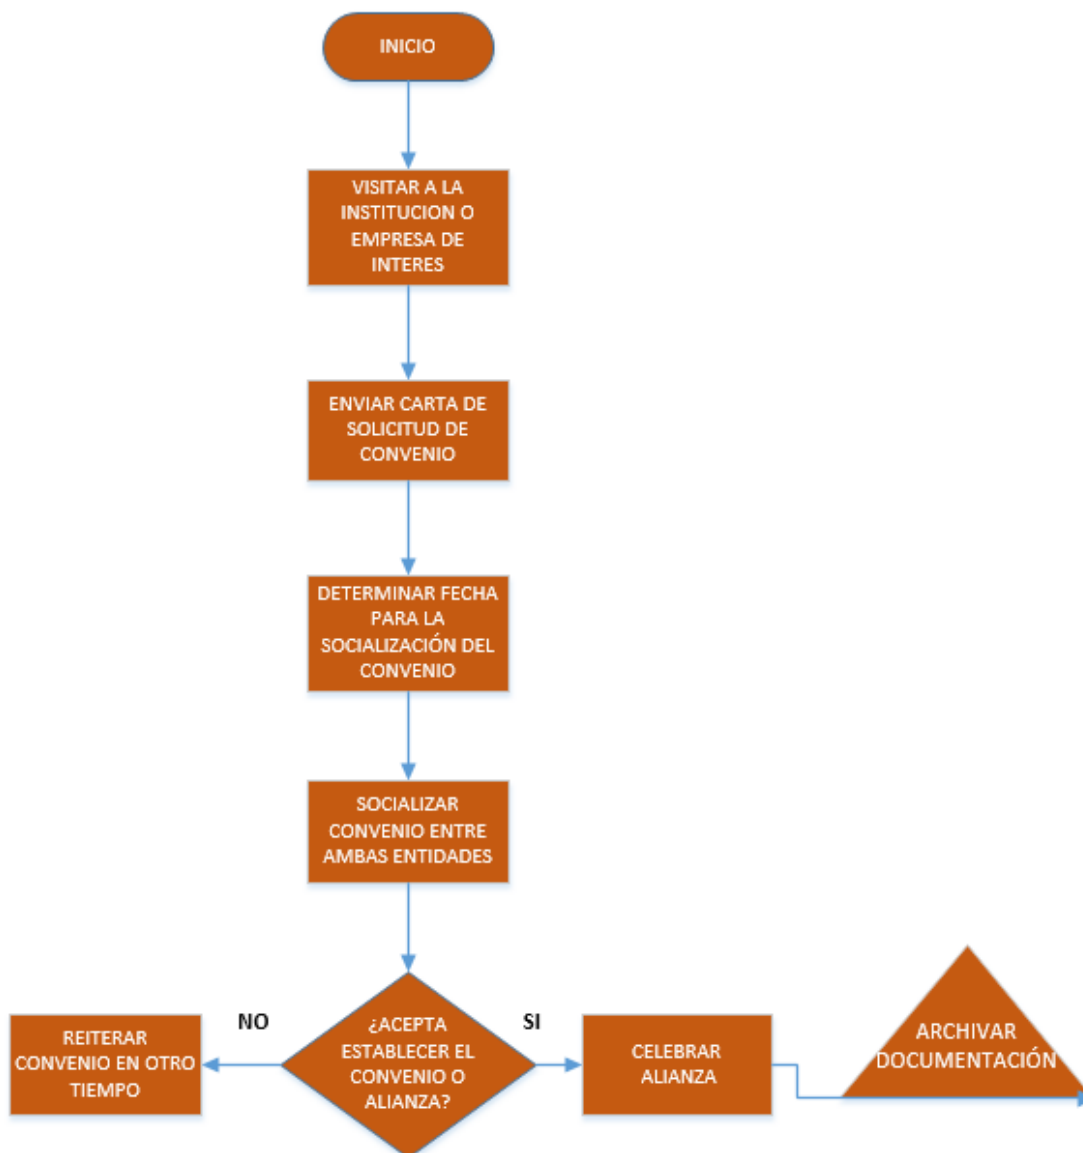 INICIO
VISITAR A LA
INSTITUCION O
EMPRESA DE
INTERES
ENVIAR CARTA DE
SOLICITUD DE
CONVENIO
DETERMINAR FECHA
PARA LA
SOCIALIZACIÓN DEL
CONVENIO
SOCIALIZAR
CONVENIO ENTRE
AMBAS ENTIDADES
NO
REITERAR
CONVENIO EN OTRO
TIEMPO
¿ACEPTA
ESTABLECER EL
CONVENIO O
ALIANZA?
SI
CELEBRAR
ALIANZA
ARCHIVAR
DOCUMENTACIÓN